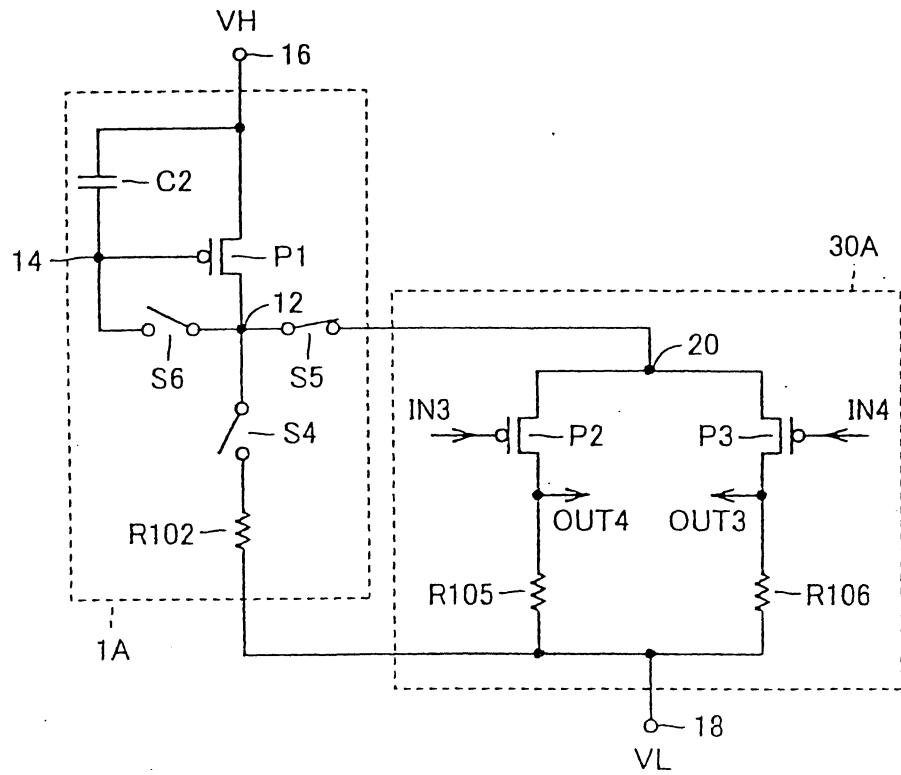 VH
16
C2
14
P1
30A
12
20
S6
S5
IN3
IN4
P2
P3
S4
OUT4
OUT3
R102
R105
R106
1A
18
VL